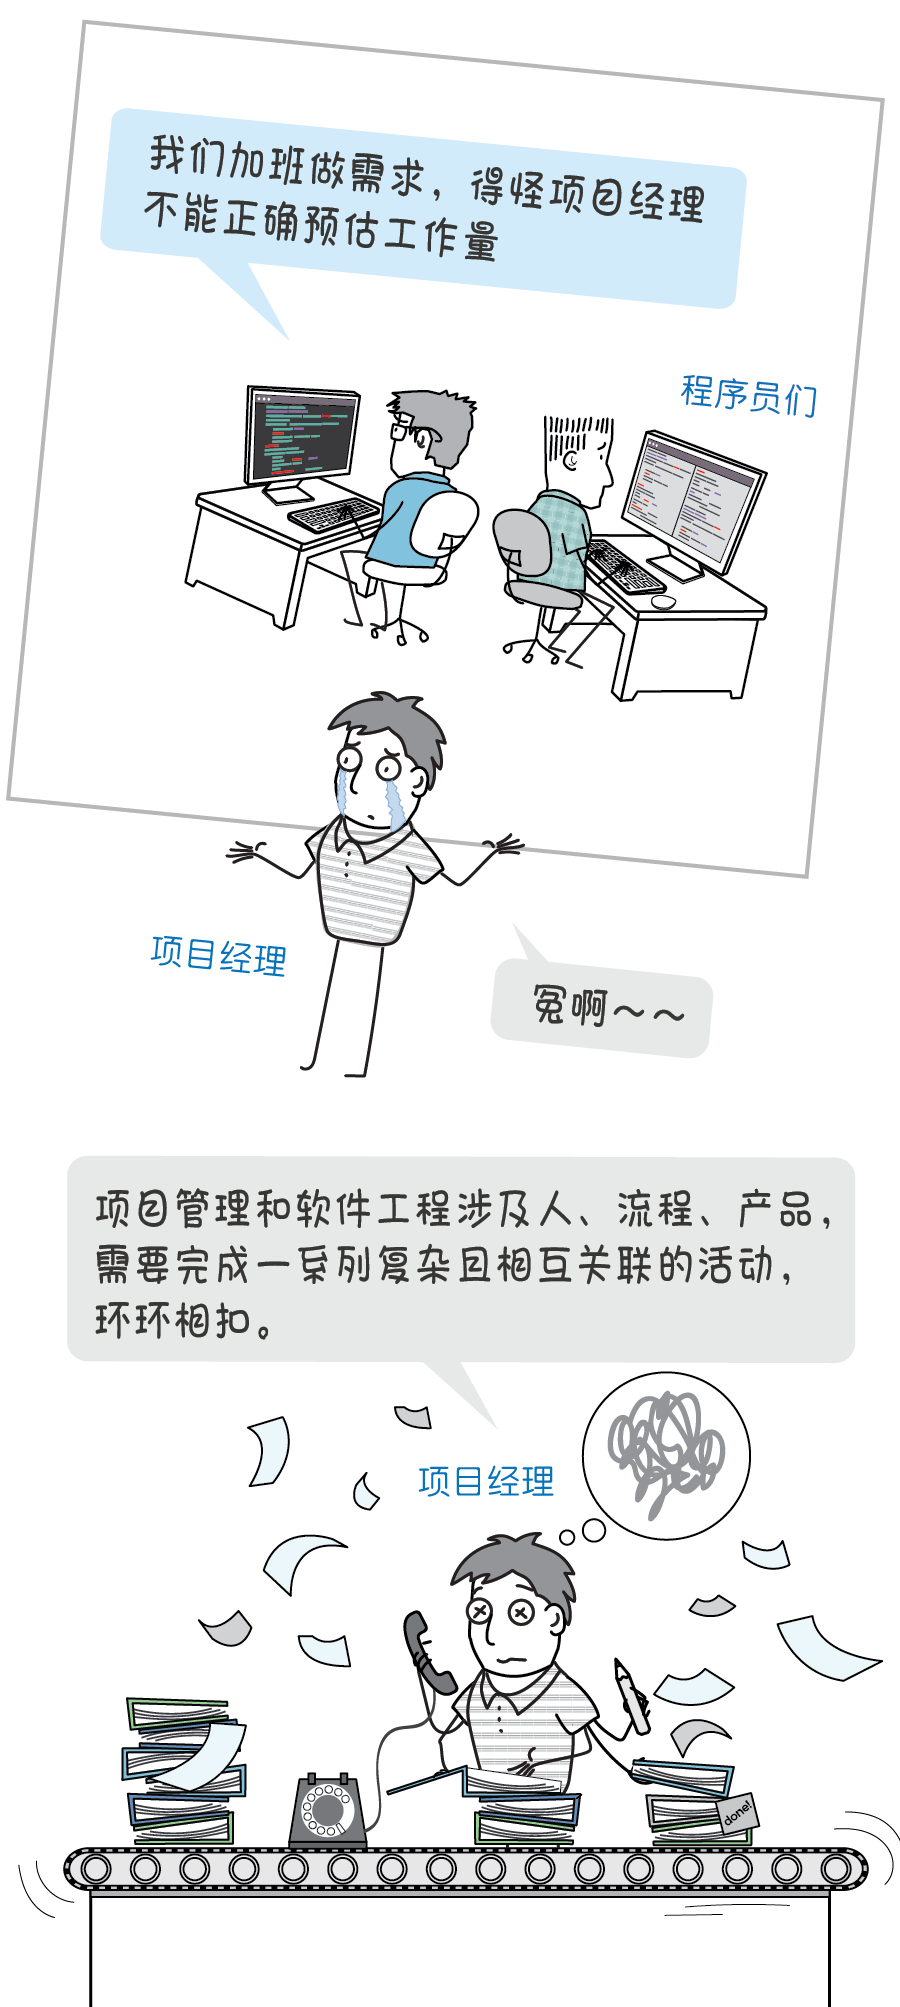 我们加班做需求，得怪项目经理
不能正确预估工作量
程序员们
项目经理
冤啊～～
项目管理和软件工程涉及人、流程、产品，
需要完成一系列复杂且相互关联的活动，
环环相扣。
项目经理
done!